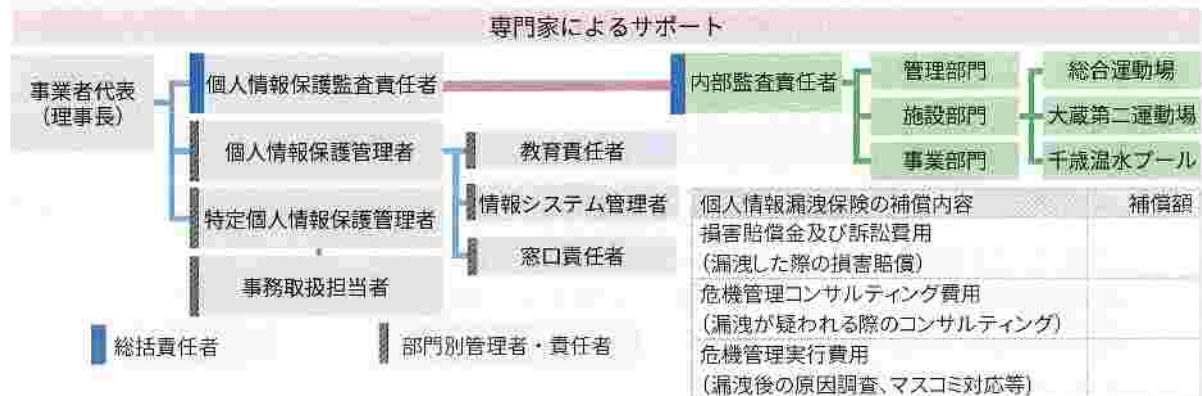 専門家によるサポート
事業者代表
（理事長）
個人情報保護監査責任者
個人情報保護管理者
特定個人情報保護管理者
事務取扱担当者
教育責任者
情報システム管理者
窓口責任者
総括責任者
部門別管理者・責任者
内部監査責任者
管理部門
施設部門
事業部門
総合運動場
大蔵第二運動場
千歳温水プール
個人情報漏洩保険の補償内容 補償額
損害賠償金及び訴訟費用
（漏洩した際の損害賠償）
危機管理コンサルティング費用
（漏洩が疑われる際のコンサルティング）
危機管理実行費用
（漏洩後の原因調査、マスコミ対応等）